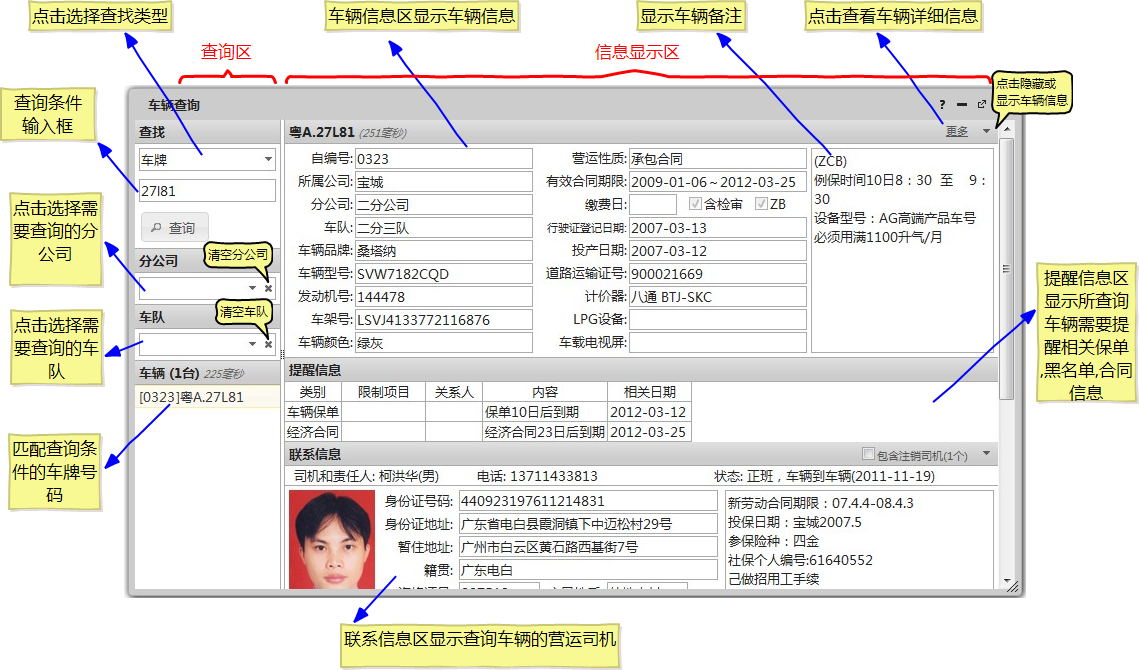 点击选择查找类型
车辆信息区显示车辆信息
显示车辆备注
点击查看车辆详细信息
查询区
信息显示区
点击隐藏或
显示车辆信息
查询条件
输入框
点击选择需
要查询的分
公司
点击选择需
要查询的车
队
匹配查询条
件的车牌号
码
车辆查询
?
查找
车牌
27l81
查询
清空分公司
分公司
清空车队
车队
车辆 (1台) 225毫秒
[0323]粤A.27L81
粤A.27L81 (251毫秒)
更多
自编号: 0323 营运性质: 承包合同
所属公司: 宝城 有效合同期限: 2009-01-06～2012-03-25
分公司: 二分公司 缴费日: 含检审 ZB
车队: 二分三队 行驶证登记日期: 2007-03-13
车辆品牌: 桑塔纳 投产日期: 2007-03-12
车辆型号: SVW7182CQD 道路运输证号: 900021669
发动机号: 144478 计价器: 八通 BTJ-SKC
车架号: LSVJ4133772116876 LPG设备:
车辆颜色: 绿灰 车载电视屏:
(ZCB)
例保时间10日8：30 至 9：
30
设备型号：AG高端产品车号
必须用满1100升气/月
提醒信息
类别 限制项目 关系人 内容 相关日期
车辆保单 保单10日后到期 2012-03-12
经济合同 经济合同23日后到期 2012-03-25
联系信息
包含注销司机(1个)
司机和责任人: 柯洪华(男) 电话: 13711433813 状态: 正班，车辆到车辆(2011-11-19)
身份证号码: 440923197611214831
身份证地址: 广东省电白县霞洞镇下中迈松村29号
暂住地址: 广州市白云区黄石路西基街7号
籍贯: 广东电白
新劳动合同期限：07.4.4-08.4.3
投保日期：宝城2007.5
参保险种：四金
社保个人编号:61640552
己做招用工手续
提醒信息区
显示所查询
车辆需要提
醒相关保单
,黑名单,合同
信息
联系信息区显示查询车辆的营运司机